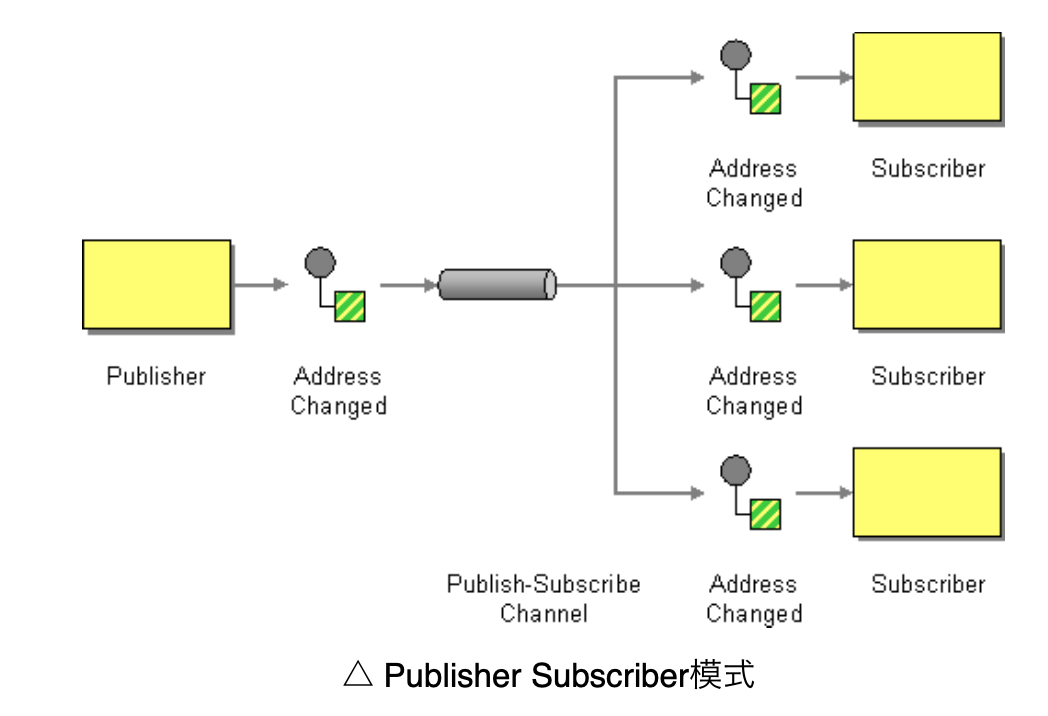 Address
Changed
Subscriber
Publisher
Address
Changed
Address
Changed
Subscriber
Publish-Subscribe
Channel
Address
Changed
Subscriber
△ Publisher Subscriber模式